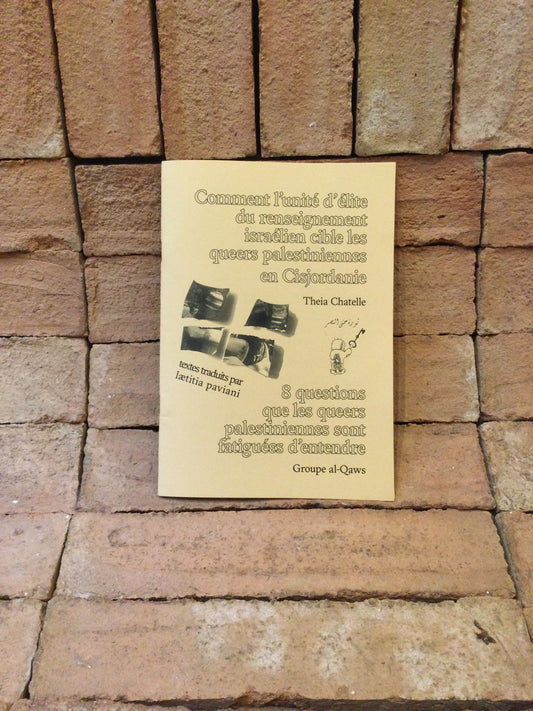 Comment l'unité d'élite
du renseignement
israélien cible les
queers palestiniennes
en Cisjordanie
Theia Chatelle
textes traduits par
lætitia paviani
8 questions
que les queers
palestiniennes sont
fatiguéss d'entendre
Groupe al-Qaws